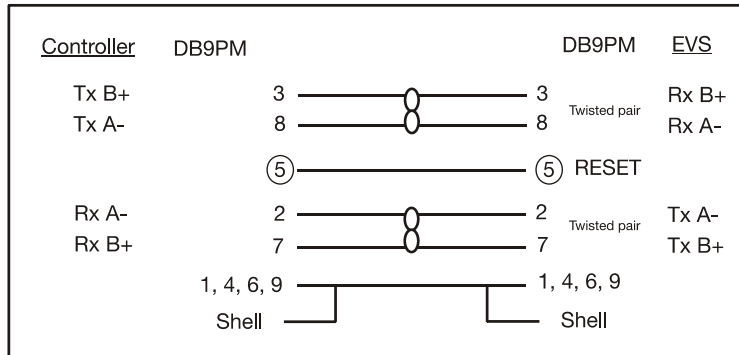 Controller DB9PM DB9PM EVS
Tx B+ 3 3 Rx B+
Twisted pair
Tx A- 8 8 Rx A-
5 5 RESET
Rx A- 2 2 Tx A-
Twisted pair
Rx B+ 7 7 Tx B+
1, 4, 6, 9 1, 4, 6, 9
Shell Shell